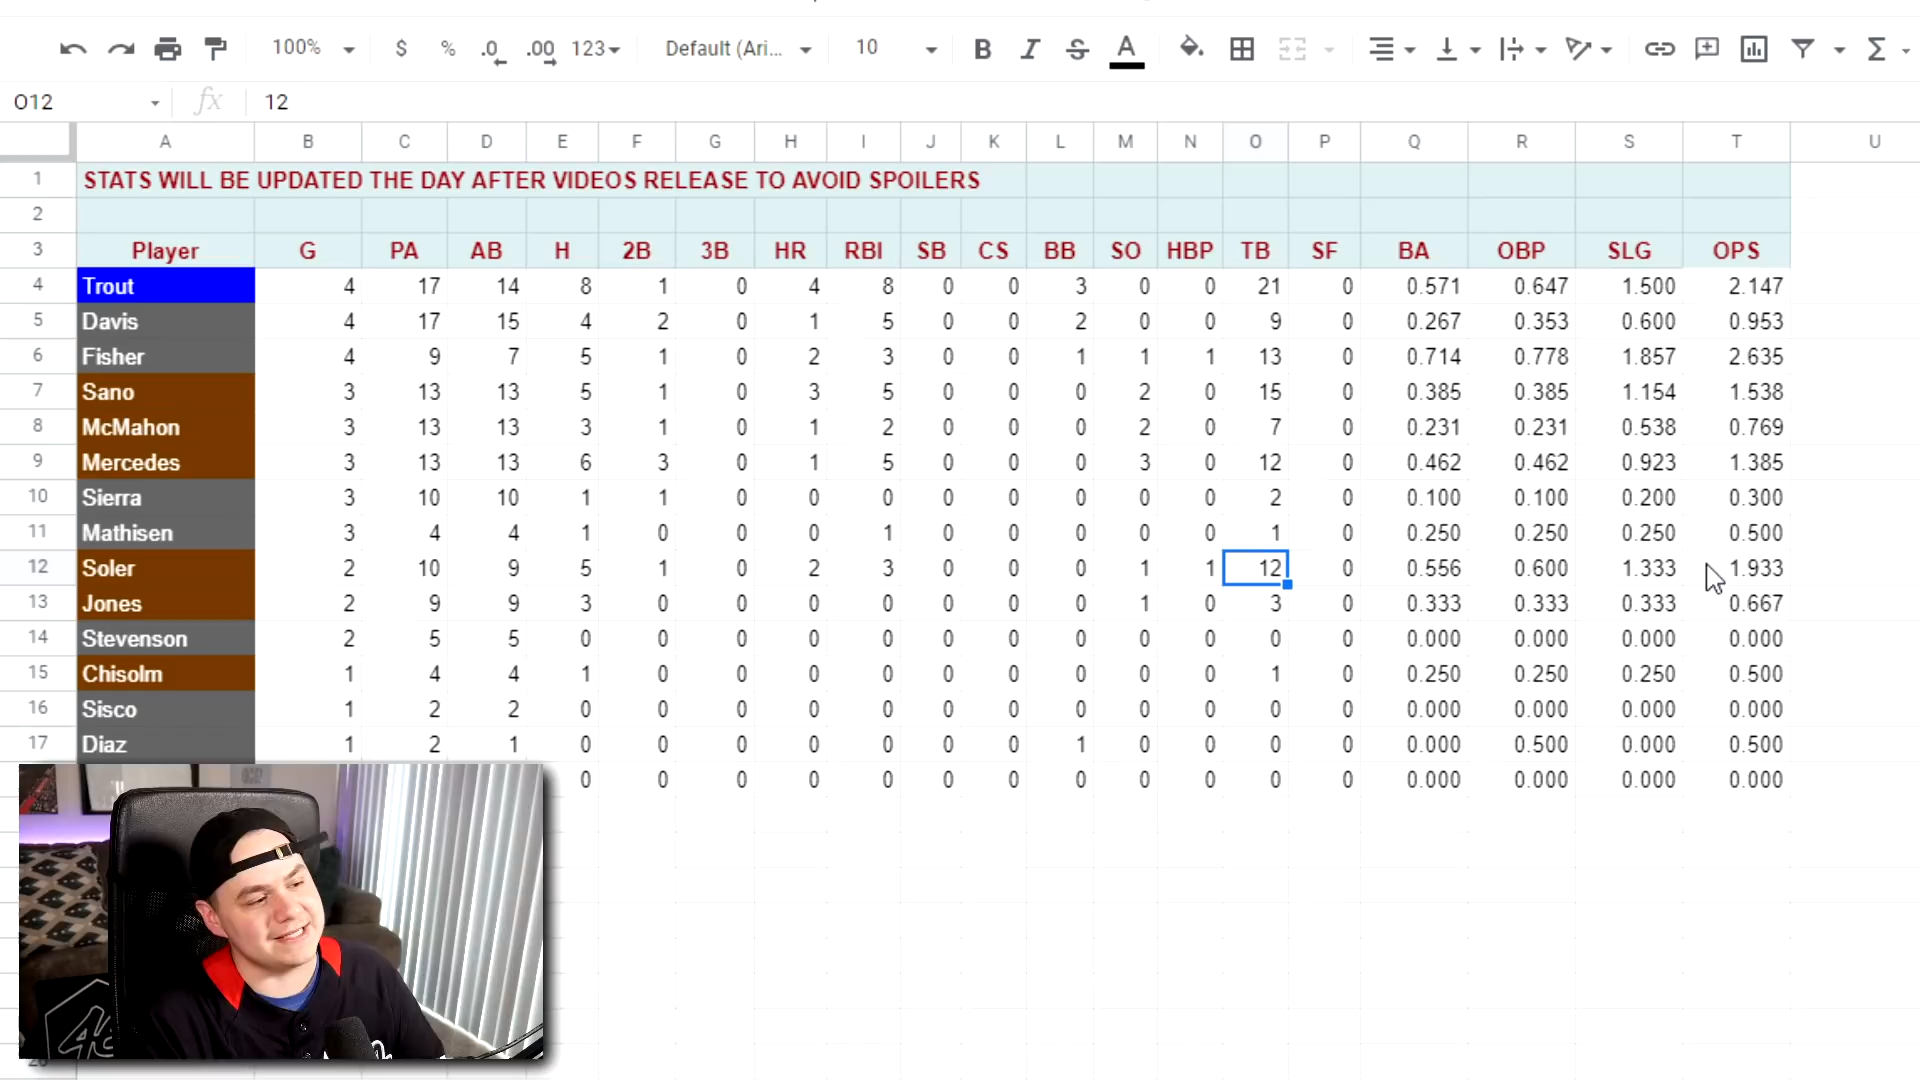 100% $ % .0 .00 123 Default (Ari... 10 B I S A Σ
O12 fx 12
A B C D E F G H I J K L M N O P Q R S T U
1 STATS WILL BE UPDATED THE DAY AFTER VIDEOS RELEASE TO AVOID SPOILERS
2
3 Player G PA AB H 2B 3B HR RBI SB CS BB SO HBP TB SF BA OBP SLG OPS
4 Trout 4 17 14 8 1 0 4 8 0 0 3 0 0 21 0 0.571 0.647 1.500 2.147
5 Davis 4 17 15 4 2 0 1 5 0 0 2 0 0 9 0 0.267 0.353 0.600 0.953
6 Fisher 4 9 7 5 1 0 2 3 0 0 1 1 1 13 0 0.714 0.778 1.857 2.635
7 Sano 3 13 13 5 1 0 3 5 0 0 0 2 0 15 0 0.385 0.385 1.154 1.538
8 McMahon 3 13 13 3 1 0 1 2 0 0 0 2 0 7 0 0.231 0.231 0.538 0.769
9 Mercedes 3 13 13 6 3 0 1 5 0 0 0 3 0 12 0 0.462 0.462 0.923 1.385
10 Sierra 3 10 10 1 1 0 0 0 0 0 0 0 0 2 0 0.100 0.100 0.200 0.300
11 Mathisen 3 4 4 1 0 0 0 1 0 0 0 0 0 1 0 0.250 0.250 0.250 0.500
12 Soler 2 10 9 5 1 0 2 3 0 0 0 1 1 12 0 0.556 0.600 1.333 1.933
13 Jones 2 9 9 3 0 0 0 0 0 0 0 1 0 3 0 0.333 0.333 0.333 0.667
14 Stevenson 2 5 5 0 0 0 0 0 0 0 0 0 0 0 0 0.000 0.000 0.000 0.000
15 Chisolm 1 4 4 1 0 0 0 0 0 0 0 0 0 1 0 0.250 0.250 0.250 0.500
16 Sisco 1 2 2 0 0 0 0 0 0 0 0 0 0 0 0 0.000 0.000 0.000 0.000
17 Diaz 1 2 1 0 0 0 0 0 0 0 1 0 0 0 0 0.000 0.500 0.000 0.500
0 0 0 0 0 0 0 0 0 0 0 0 0.000 0.000 0.000 0.000